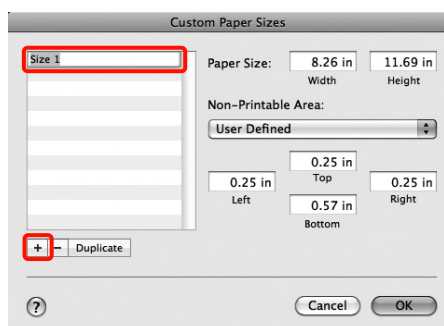 Custom Paper Sizes
Size 1
Paper Size:
8.26 in
11.69 in
Width
Height
Non-Printable Area:
User Defined
0.25 in
Top
0.25 in
0.25 in
Left
Right
0.57 in
Bottom
+ − Duplicate
? Cancel OK